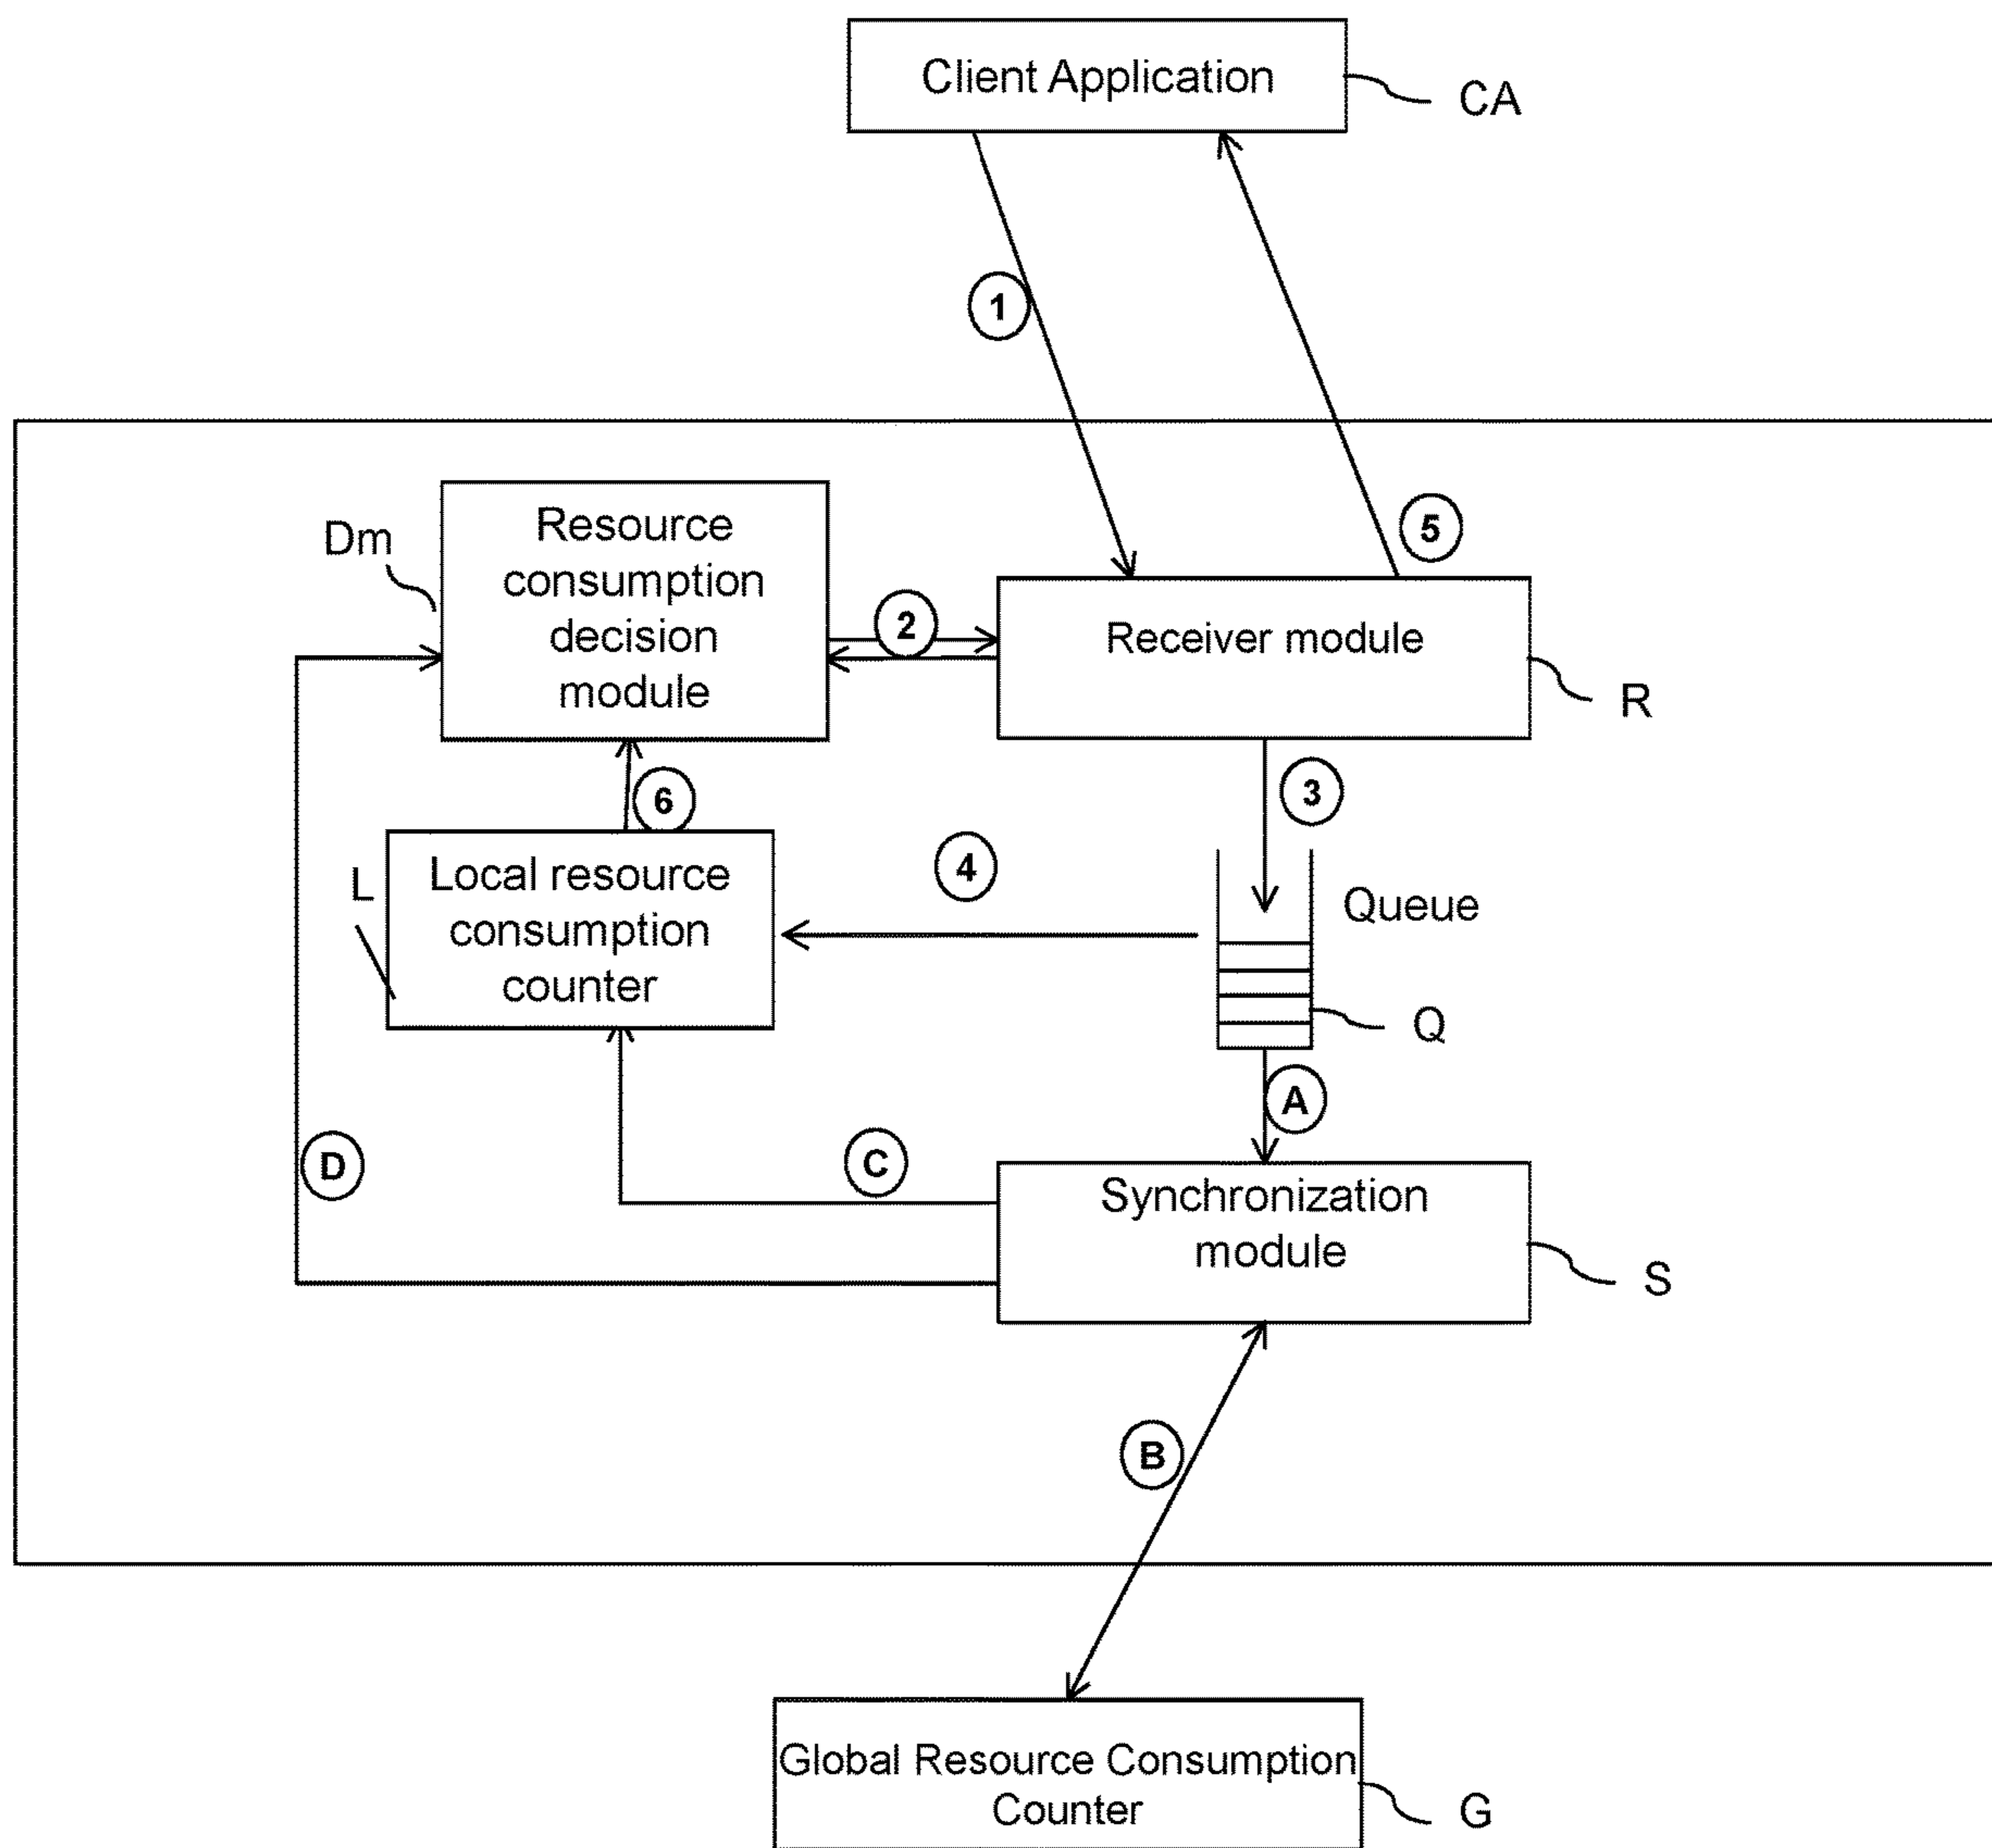 Client Application
CA
1
5
Dm
Resource
consumption
decision
module
2
Receiver module
R
6
3
4
L
Local resource
consumption
counter
Queue
Q
A
D
C
Synchronization
module
S
B
Global Resource Consumption
Counter
G